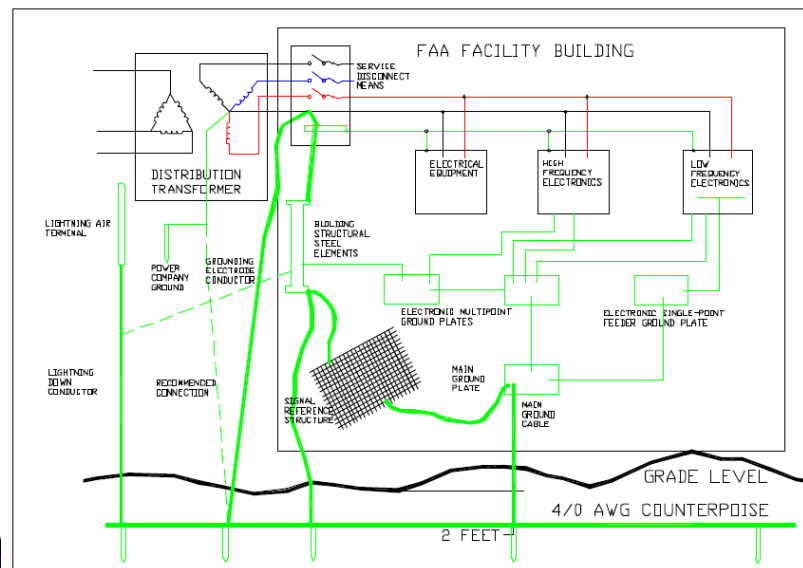 FAA FACILITY BUILDING
SERVICE
DISCONNECT
MEANS
DISTRIBUTION
TRANSFORMER
ELECTRICAL
EQUIPMENT
HIGH
FREQUENCY
ELECTRONICS
LOW
FREQUENCY
ELECTRONICS
LIGHTNING AIR
TERMINAL
BUILDING
STRUCTURAL
STEEL
ELEMENTS
POWER
COMPANY
GROUND
GROUNDING
ELECTRODE
CONDUCTOR
ELECTRONIC MULTIPOINT
GROUND PLATES
ELECTRONIC SINGLE-POINT
FEEDER GROUND PLATE
LIGHTNING
DOWN
CONDUCTOR
RECOMMENDED
CONNECTION
SIGNAL
REFERENCE
STRUCTURE
MAIN
GROUND
PLATE
MAIN
GROUND
CABLE
GRADE LEVEL
4/0 AWG COUNTERPOISE
2 FEET